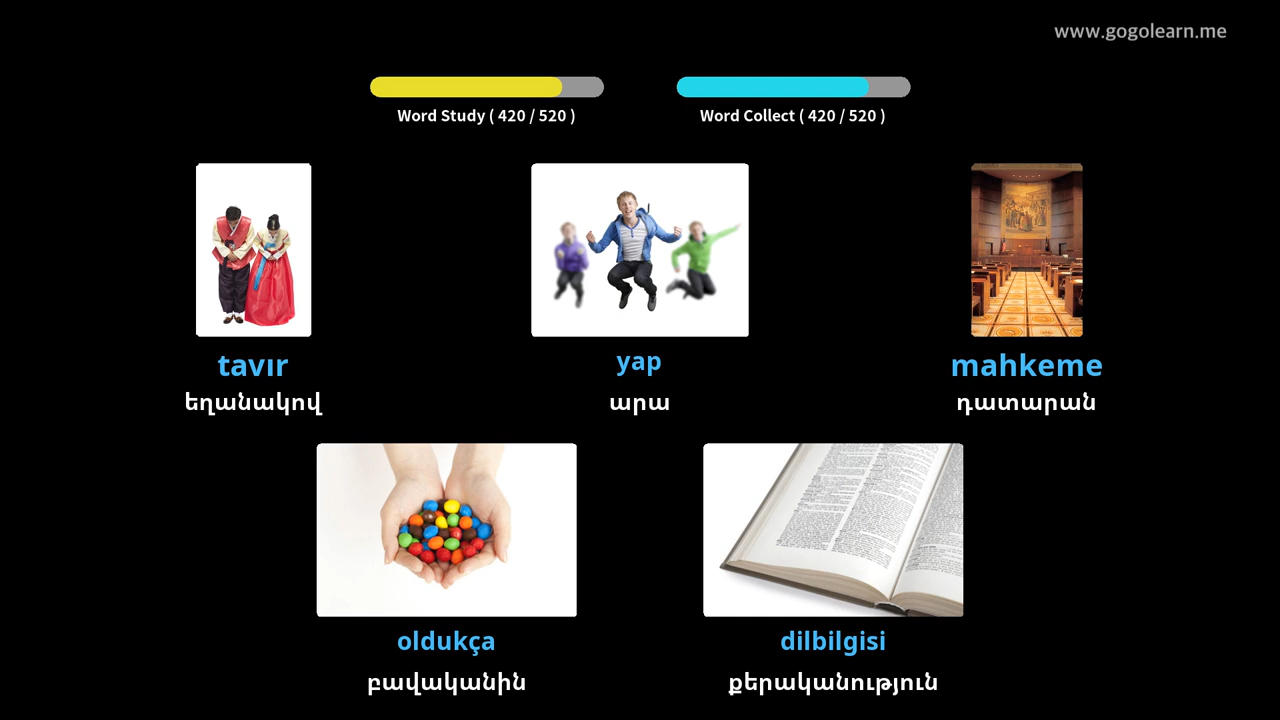 www.gogolearn.me
Word Study ( 420 / 520 )
Word Collect ( 420 / 520 )
tavır
yap
mahkeme
եղանակով
արա
դատարան
oldukça
dilbilgisi
բավականին
քերականություն